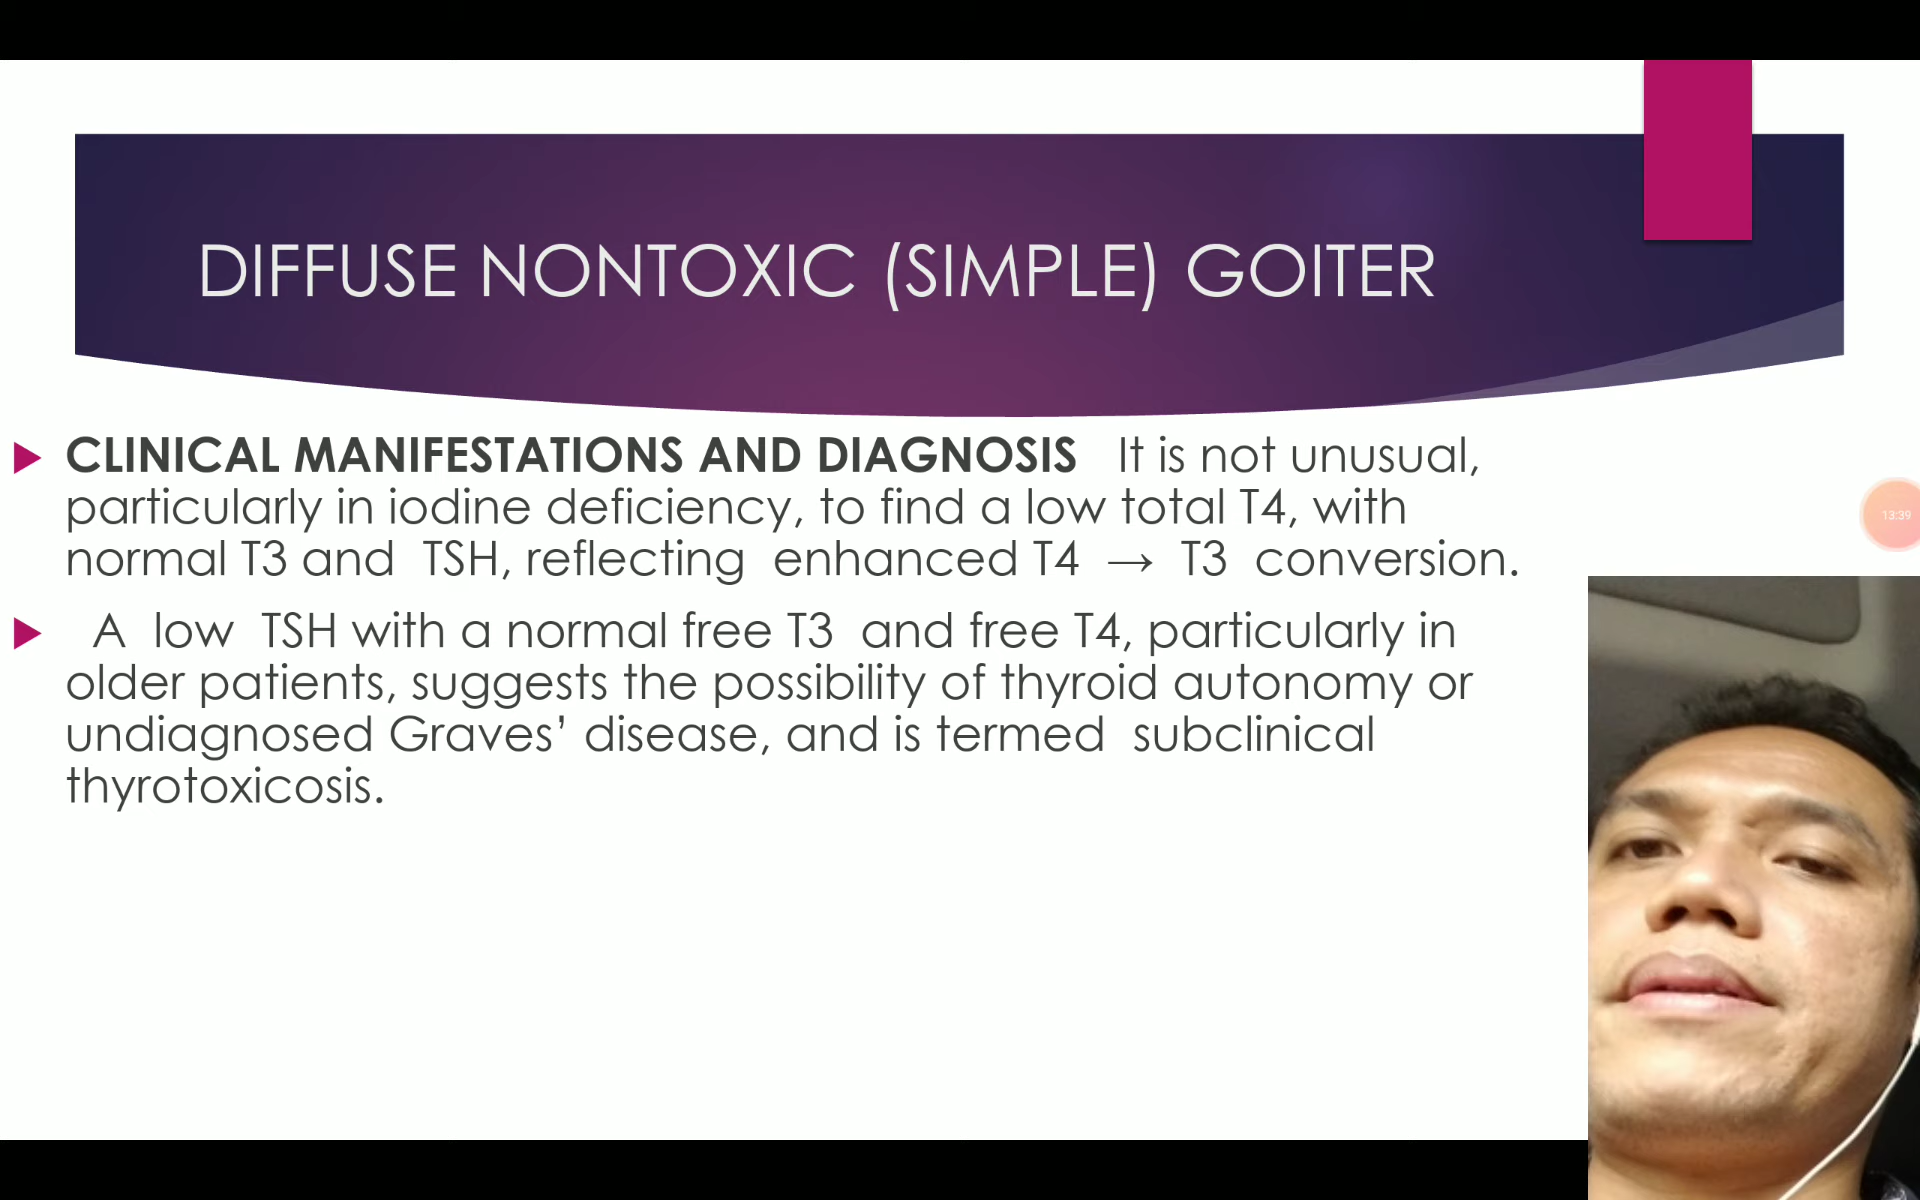 DIFFUSE NONTOXIC (SIMPLE) GOITER
CLINICAL MANIFESTATIONS AND DIAGNOSIS It is not unusual,
particularly in iodine deficiency, to find a low total T4, with
normal T3 and TSH, reflecting enhanced T4 → T3 conversion.
A low TSH with a normal free T3 and free T4, particularly in
older patients, suggests the possibility of thyroid autonomy or
undiagnosed Graves’ disease, and is termed subclinical
thyrotoxicosis.
13:39